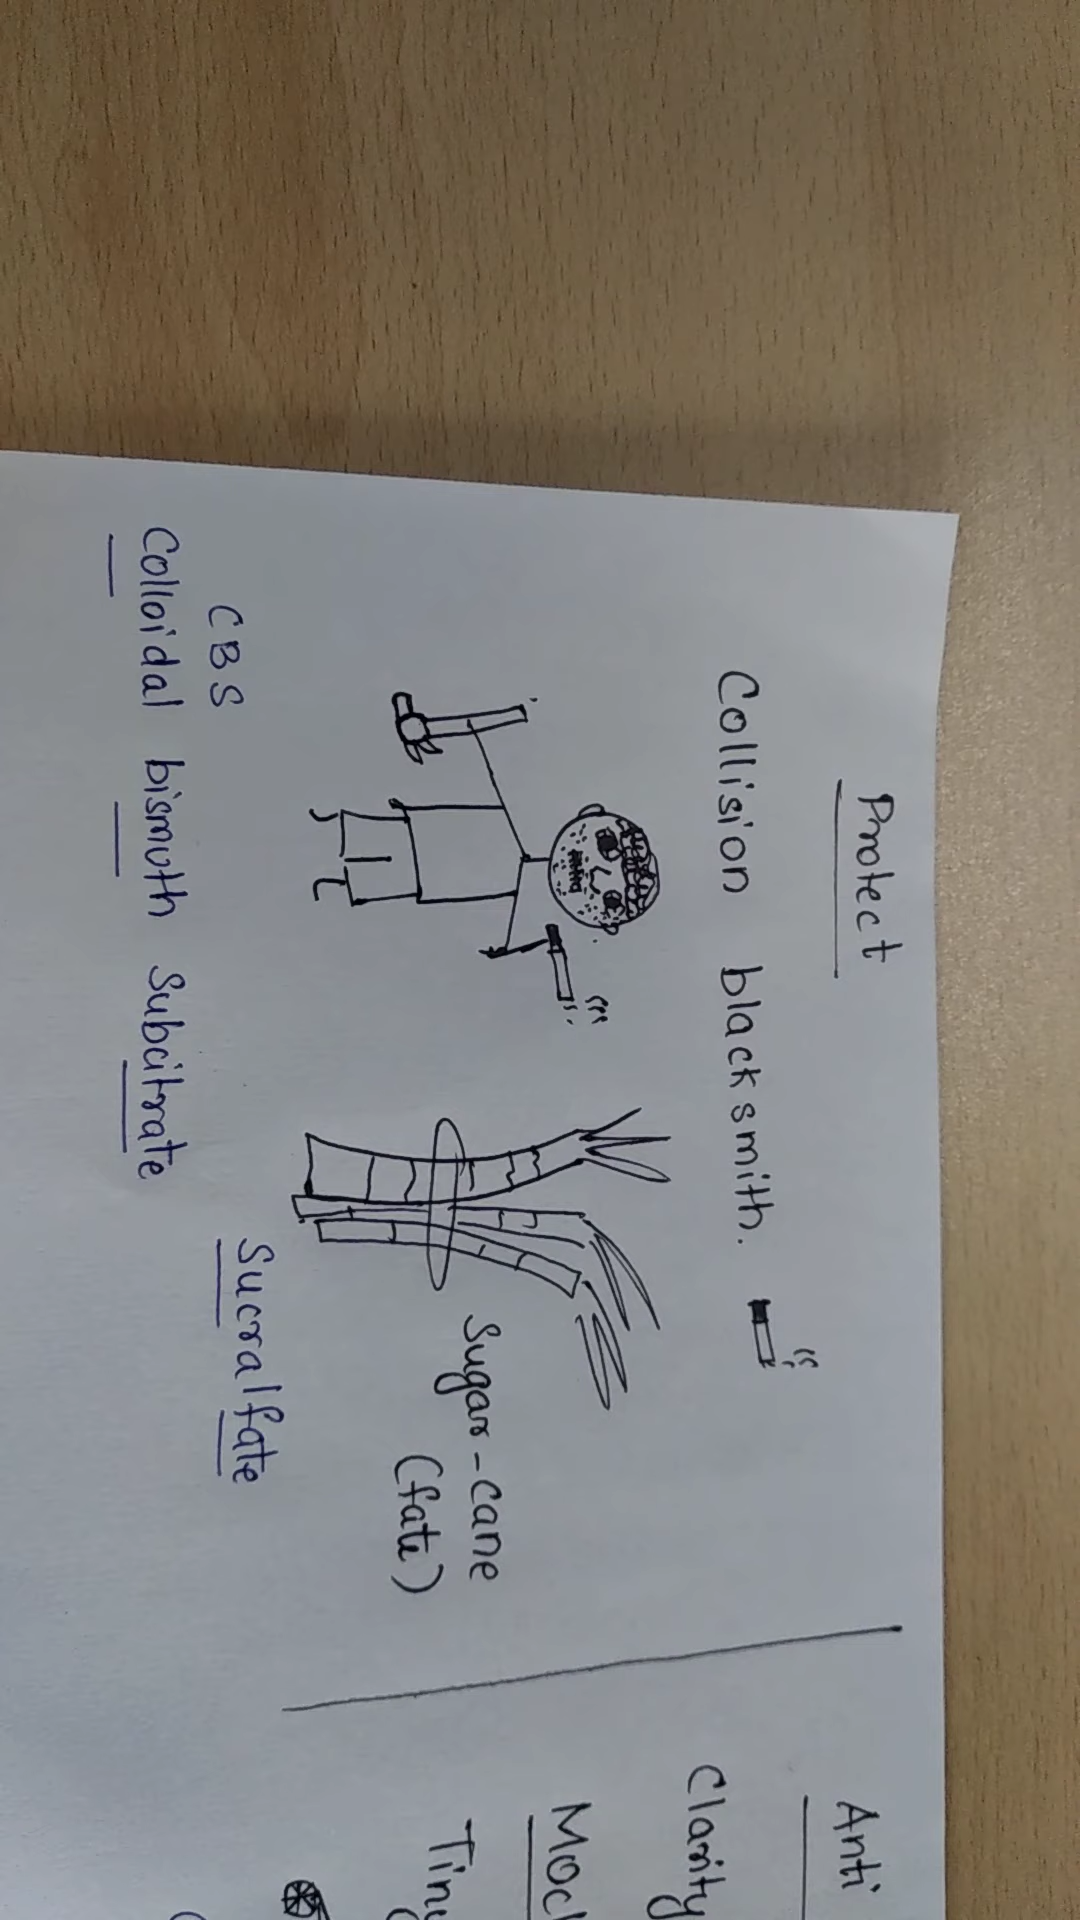 Protect
Collision blacksmith.
Sugar-cane
(fate)
CBS
Colloidal bismuth Subcitrate
Sucralfate
Anti
Clarity